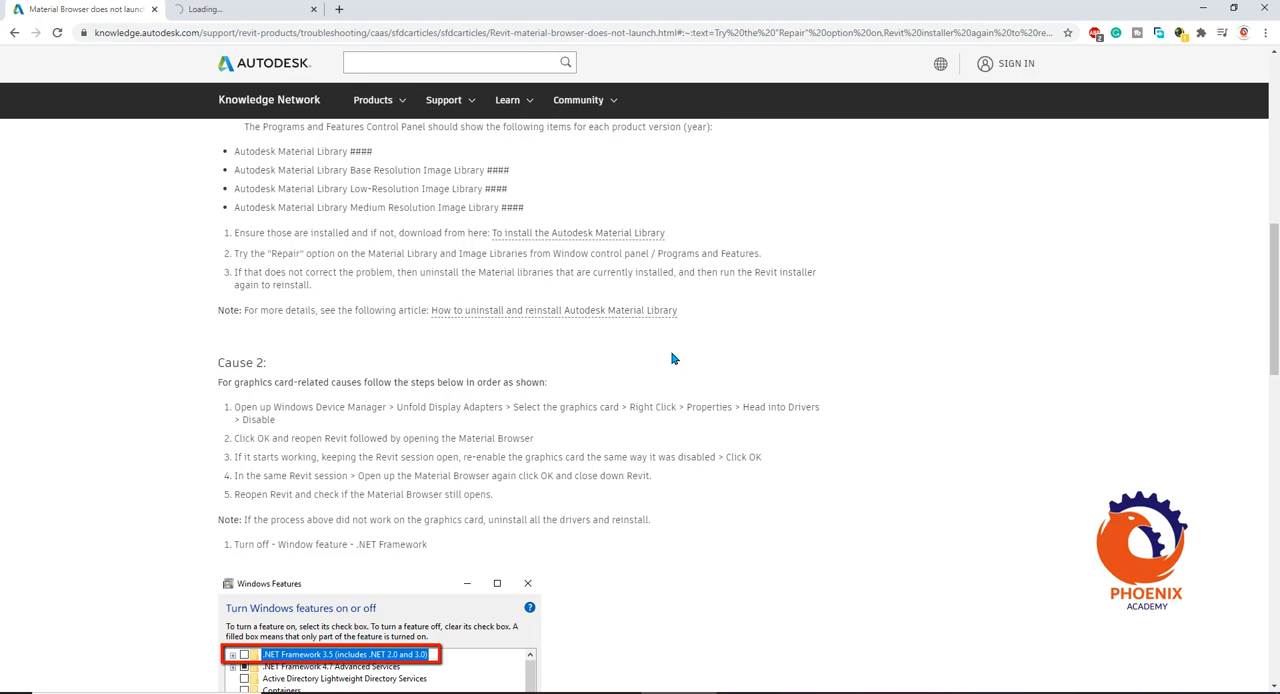 Material Browser does not launc
Loading...
knowledge.autodesk.com/support/revit-products/troubleshooting/caas/sfdcarticles/sfdcarticles/Revit-material-browser-does-not-launch.html#:~:text=Try%20the%20"Repair"%20option%20on,Revit%20installer%20again%20to%20re...
AUTODESK.
SIGN IN
Knowledge Network
Products
Support
Learn
Community
The Programs and Features Control Panel should show the following items for each product version (year):
• Autodesk Material Library ####
• Autodesk Material Library Base Resolution Image Library ####
• Autodesk Material Library Low-Resolution Image Library ####
• Autodesk Material Library Medium Resolution Image Library ####
1. Ensure those are installed and if not, download from here: To install the Autodesk Material Library
2. Try the "Repair" option on the Material Library and Image Libraries from Window control panel / Programs and Features.
3. If that does not correct the problem, then uninstall the Material libraries that are currently installed, and then run the Revit installer
again to reinstall.
Note: For more details, see the following article: How to uninstall and reinstall Autodesk Material Library
Cause 2:
For graphics card-related causes follow the steps below in order as shown:
1. Open up Windows Device Manager > Unfold Display Adapters > Select the graphics card > Right Click > Properties > Head into Drivers
> Disable
2. Click OK and reopen Revit followed by opening the Material Browser
3. If it starts working, keeping the Revit session open, re-enable the graphics card the same way it was disabled > Click OK
4. In the same Revit session > Open up the Material Browser again click OK and close down Revit.
5. Reopen Revit and check if the Material Browser still opens.
Note: If the process above did not work on the graphics card, uninstall all the drivers and reinstall.
1. Turn off - Window feature - .NET Framework
Windows Features
Turn Windows features on or off
To turn a feature on, select its check box. To turn a feature off, clear its check box. A
filled box means that only part of the feature is turned on.
.NET Framework 3.5 (includes .NET 2.0 and 3.0)
.NET Framework 4.7 Advanced Services
Active Directory Lightweight Directory Services
Containers
PHOENIX
ACADEMY